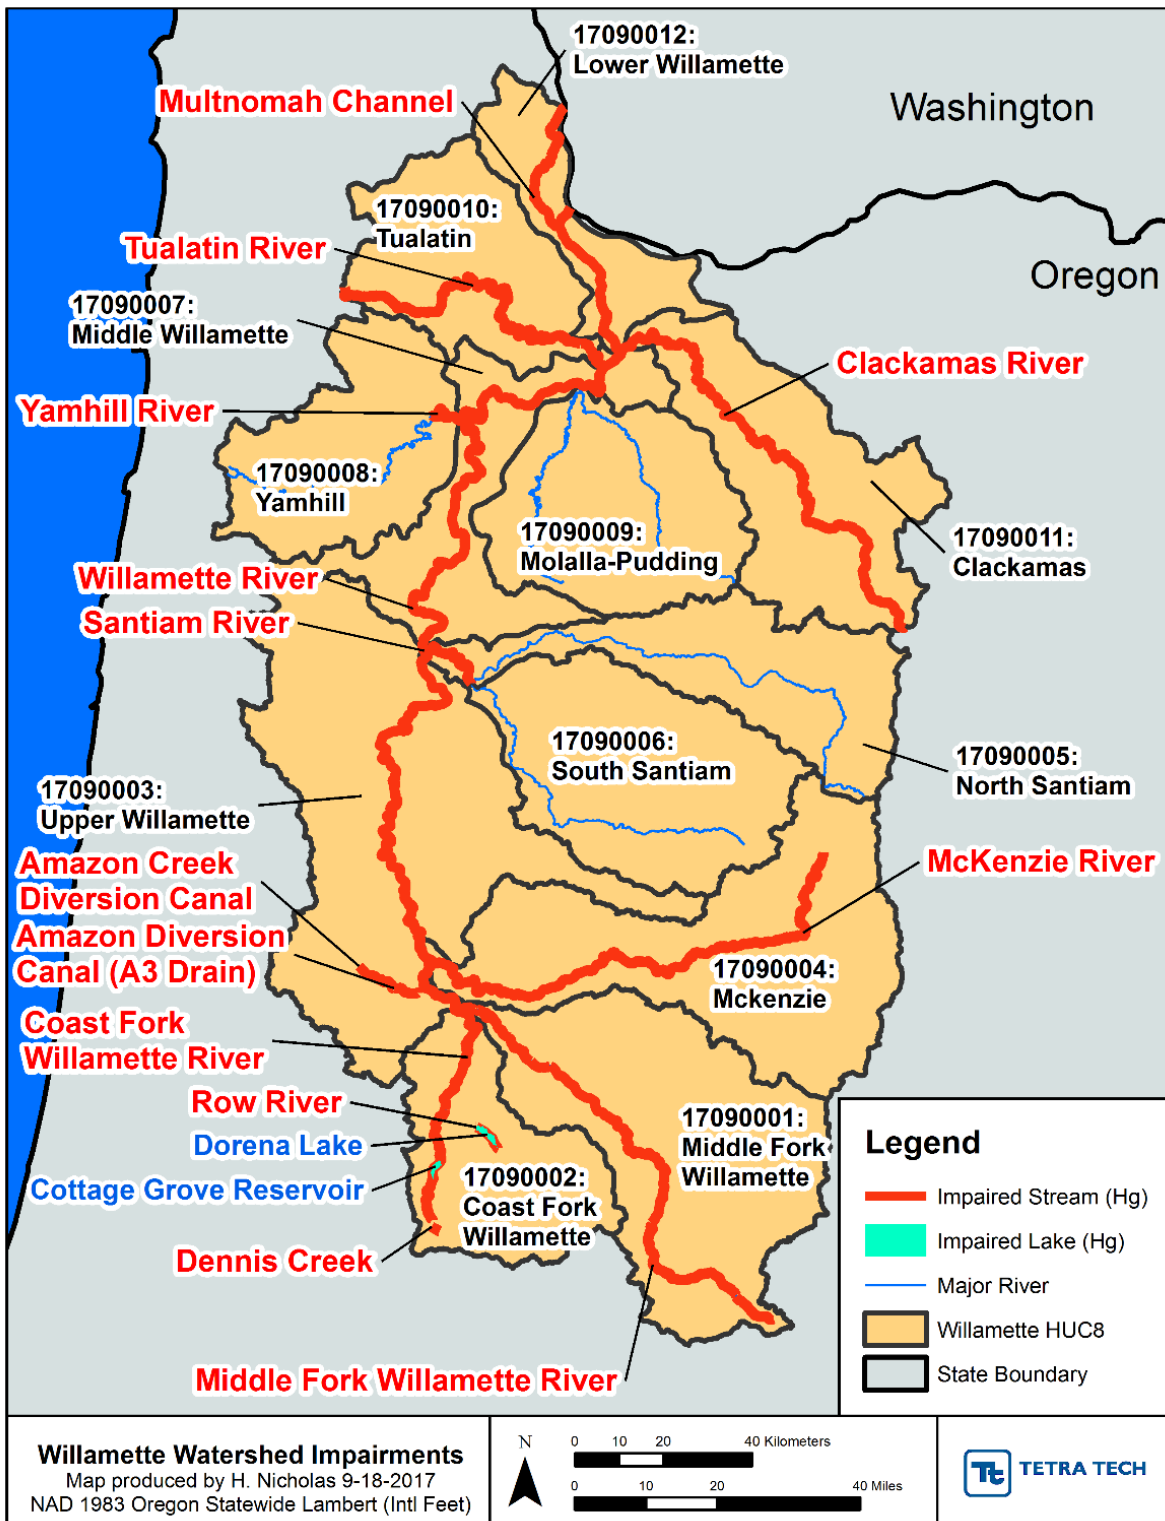 17090012:
Lower Willamette
Multnomah Channel
Washington
17090010:
Tualatin
Tualatin River
Oregon
17090007:
Middle Willamette
Clackamas River
Yamhill River
17090008:
Yamhill
17090009:
Molalla-Pudding
17090011:
Clackamas
Willamette River
Santiam River
17090006:
South Santiam
17090005:
North Santiam
17090003:
Upper Willamette
Amazon Creek
Diversion Canal
McKenzie River
Amazon Diversion
Canal (A3 Drain)
17090004:
Mckenzie
Coast Fork
Willamette River
Row River
Dorena Lake
Cottage Grove Reservoir
17090001:
Middle Fork
Willamette
17090002:
Coast Fork
Willamette
Dennis Creek
Middle Fork Willamette River
Legend
Impaired Stream (Hg)
Impaired Lake (Hg)
Major River
Willamette HUC8
State Boundary
Willamette Watershed Impairments
Map produced by H. Nicholas 9-18-2017
NAD 1983 Oregon Statewide Lambert (Intl Feet)
N
0 10 20 40 Kilometers
0 10 20 40 Miles
Tt TETRA TECH